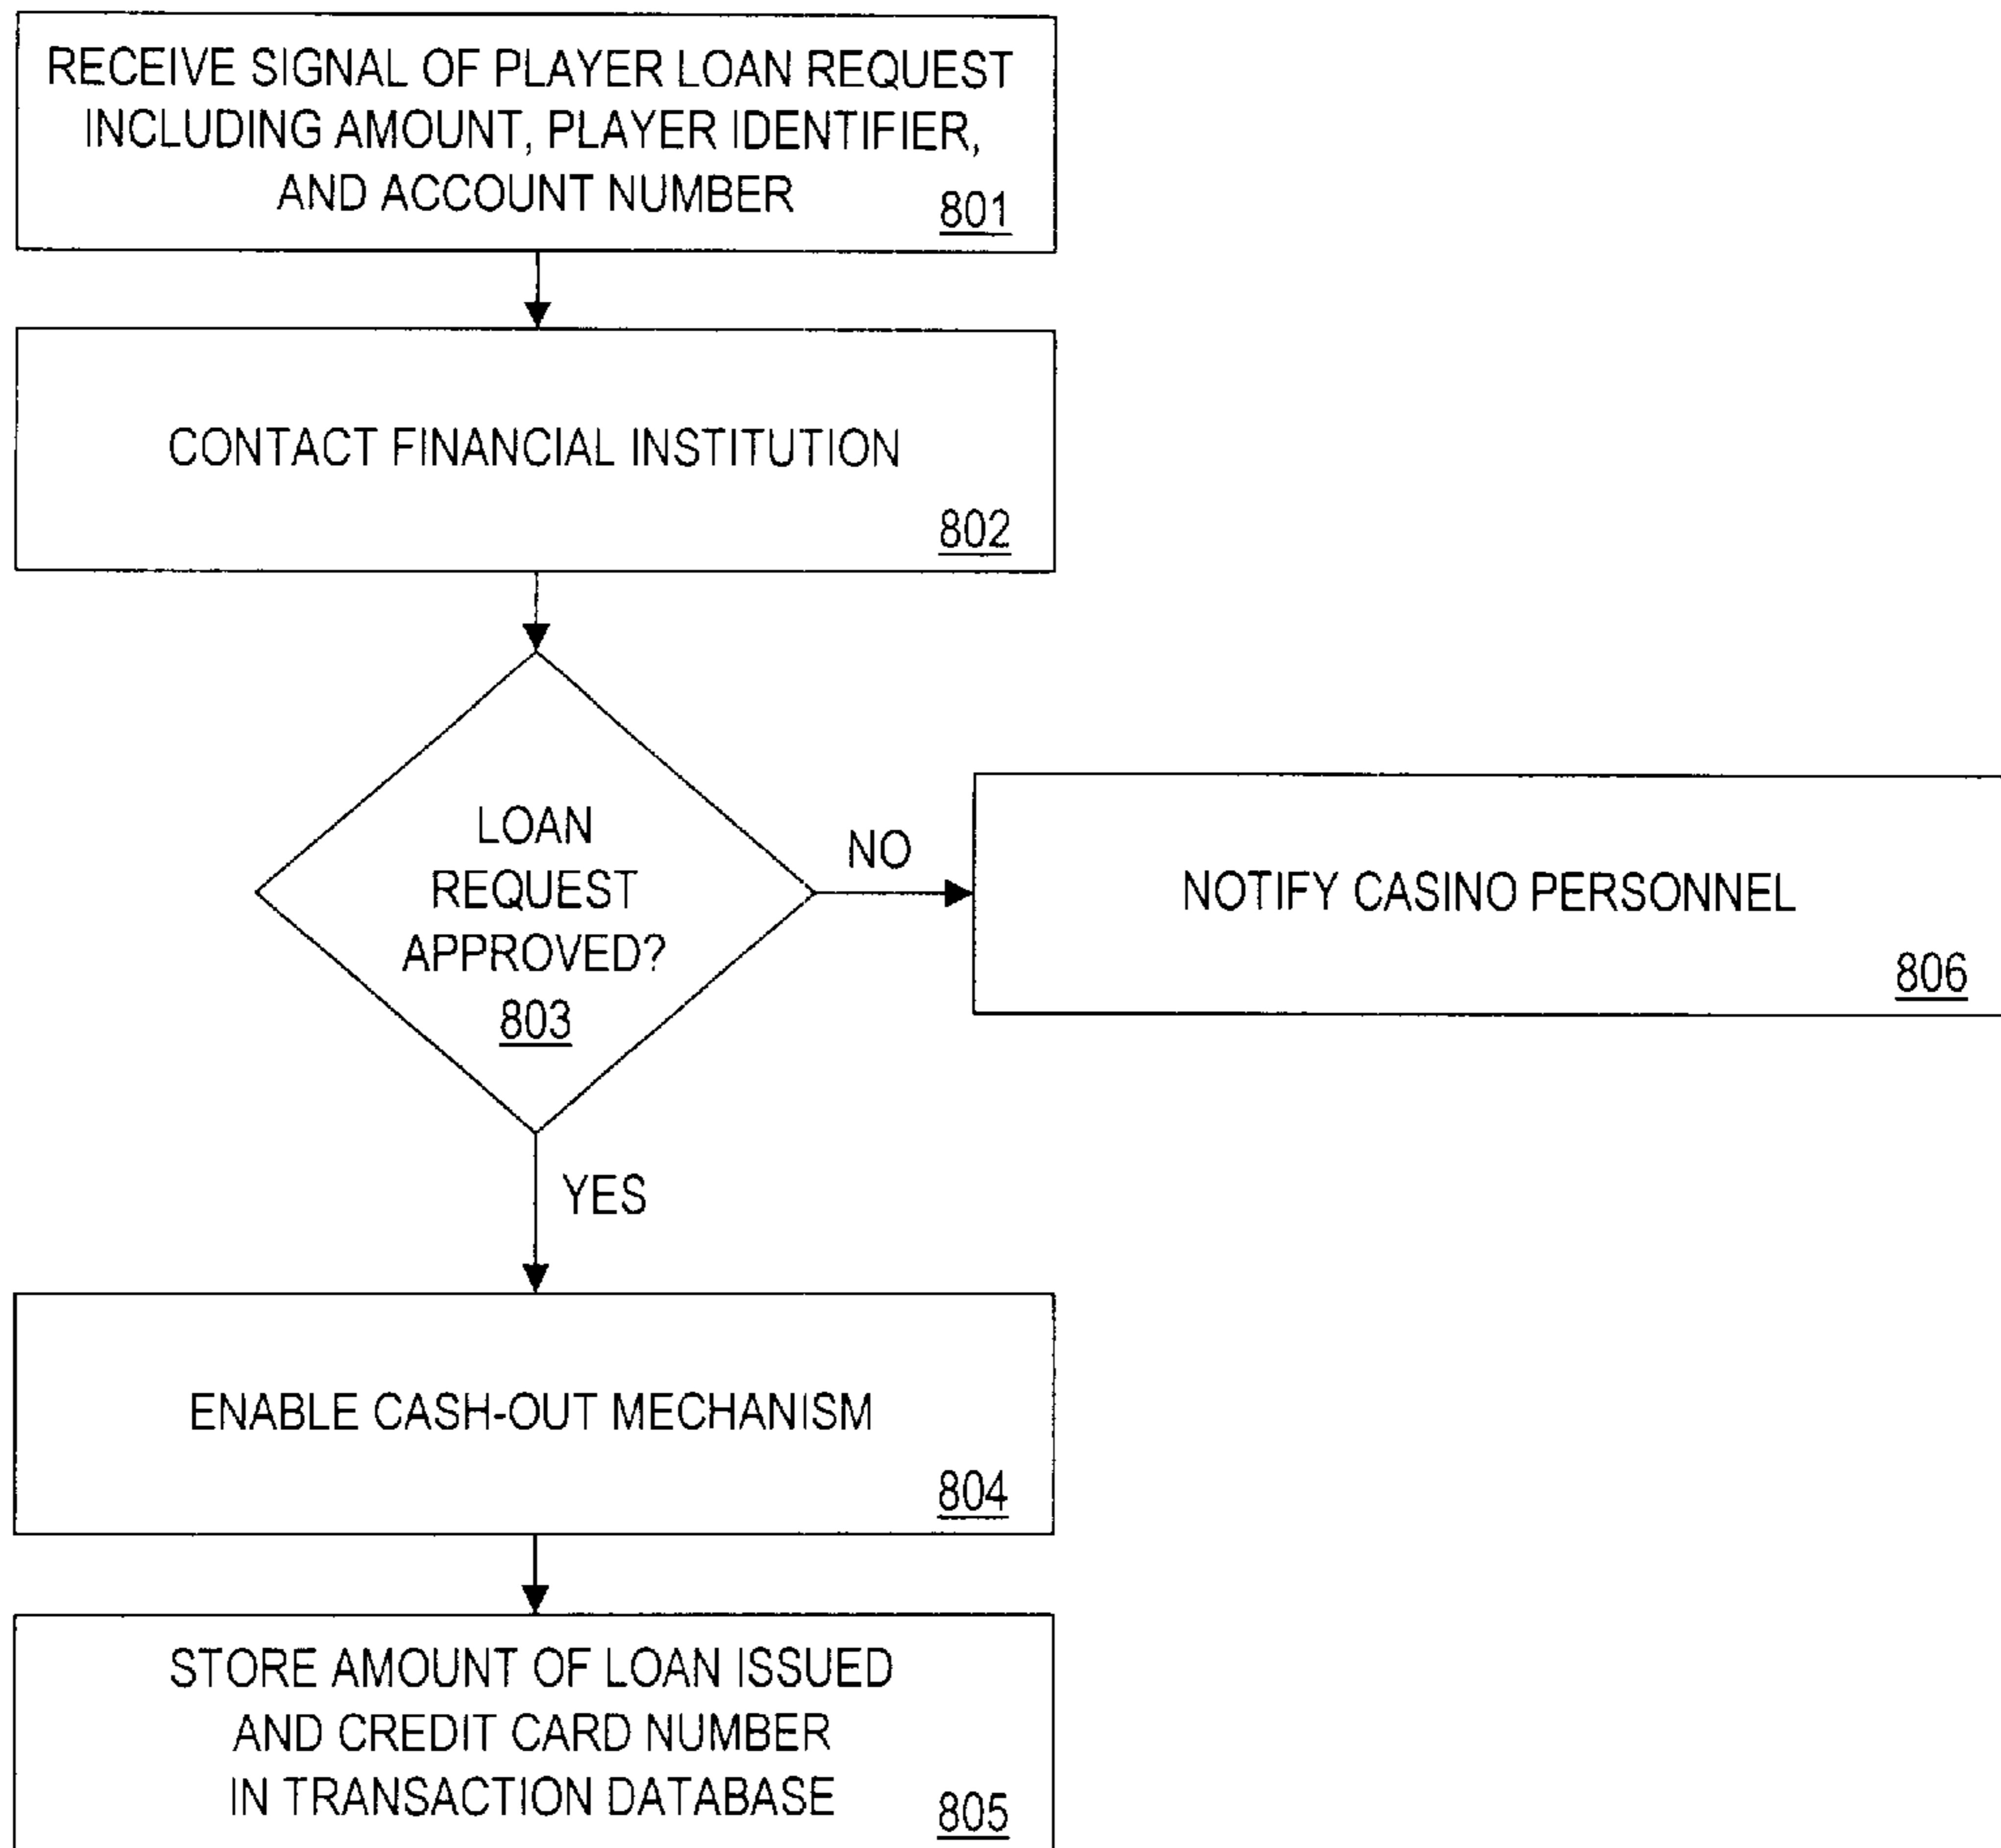 RECEIVE SIGNAL OF PLAYER LOAN REQUEST
INCLUDING AMOUNT, PLAYER IDENTIFIER,
AND ACCOUNT NUMBER
801
CONTACT FINANCIAL INSTITUTION
802
LOAN
REQUEST
APPROVED?
803
NO
NOTIFY CASINO PERSONNEL
806
YES
ENABLE CASH-OUT MECHANISM
804
STORE AMOUNT OF LOAN ISSUED
AND CREDIT CARD NUMBER
IN TRANSACTION DATABASE
805